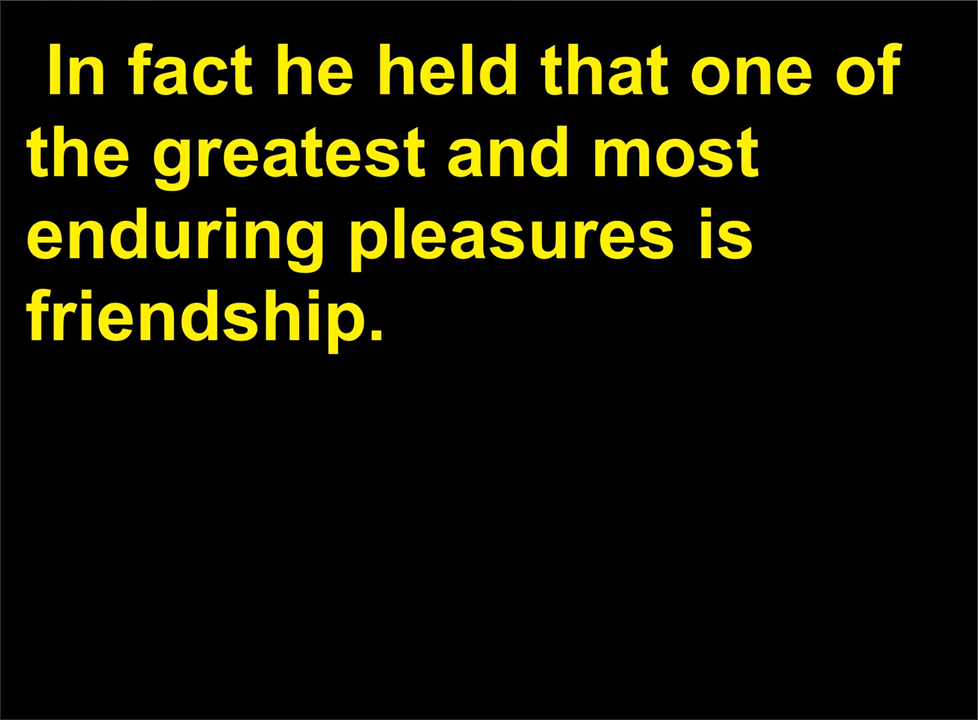 In fact he held that one of
the greatest and most
enduring pleasures is
friendship.